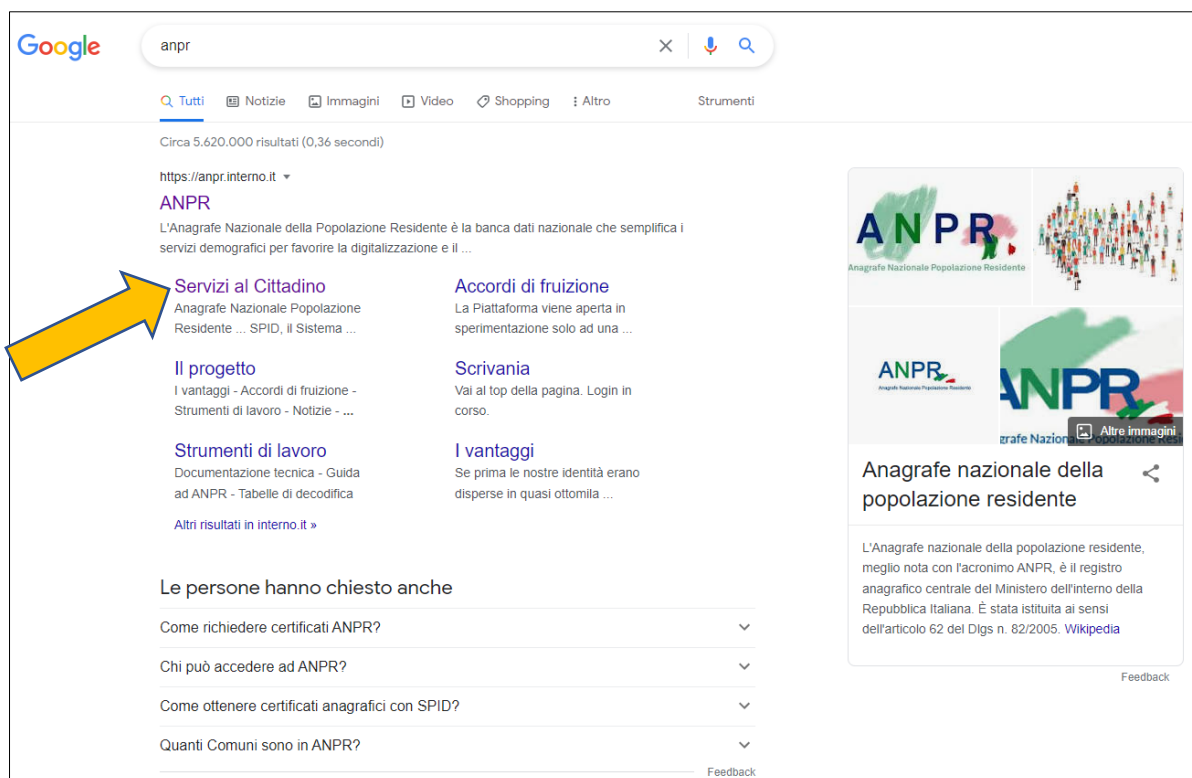 Google
anpr
Tutti Notizie Immagini Video Shopping Altro Strumenti
Circa 5.620.000 risultati (0,36 secondi)
https://anpr.interno.it
ANPR
L'Anagrafe Nazionale della Popolazione Residente è la banca dati nazionale che semplifica i
servizi demografici per favorire la digitalizzazione e il ...
Servizi al Cittadino
Anagrafe Nazionale Popolazione
Residente ... SPID, il Sistema ...
Accordi di fruizione
La Piattaforma viene aperta in
sperimentazione solo ad una ...
Il progetto
I vantaggi - Accordi di fruizione -
Strumenti di lavoro - Notizie - ...
Scrivania
Vai al top della pagina. Login in
corso.
Strumenti di lavoro
Documentazione tecnica - Guida
ad ANPR - Tabelle di decodifica
I vantaggi
Se prima le nostre identità erano
disperse in quasi ottomila ...
Altri risultati in interno.it »
Le persone hanno chiesto anche
Come richiedere certificati ANPR?
Chi può accedere ad ANPR?
Come ottenere certificati anagrafici con SPID?
Quanti Comuni sono in ANPR?
Feedback
ANPR
Anagrafe Nazionale Popolazione Residente
ANPR
Anagrafe Nazionale Popolazione Residente
ANPR
grafe Nazionale Popolazione Resi
Altre immagini
Anagrafe nazionale della
popolazione residente
L'Anagrafe nazionale della popolazione residente,
meglio nota con l'acronimo ANPR, è il registro
anagrafico centrale del Ministero dell'interno della
Repubblica Italiana. È stata istituita ai sensi
dell'articolo 62 del Dlgs n. 82/2005. Wikipedia
Feedback